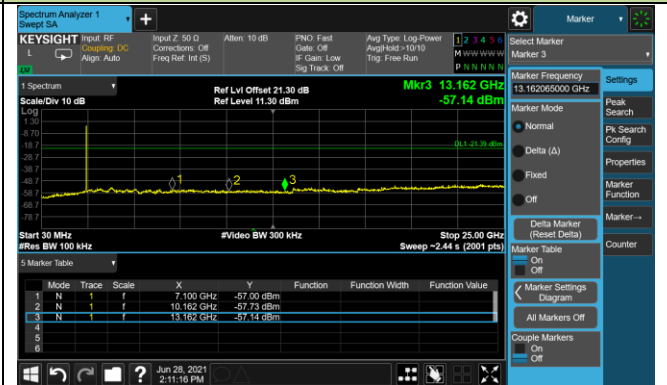 Spectrum Analyzer 1
Swept SA
+
Marker
KEYSIGHT
L
Input: RF
Coupling: DC
Align: Auto
Input Z: 50 Ω
Corrections: Off
Freq Ref: Int (S)
Atten: 10 dB
PNO: Fast
Gate: Off
IF Gain: Low
Sig Track: Off
Avg Type: Log-Power
Avg|Hold:>10/10
Trig: Free Run
1 2 3 4 5 6
M W W W W W
P N N N N N
1 Spectrum
Scale/Div 10 dB
Log
Ref Lvl Offset 21.30 dB
Ref Level 11.30 dBm
Mkr3 13.162 GHz
-57.14 dBm
1.30
-8.70
-18.7
-28.7
-38.7
-48.7
-58.7
-68.7
-78.7
DL1 -21.39 dBm
1
2
3
Start 30 MHz
#Res BW 100 kHz
#Video BW 300 kHz
Stop 25.00 GHz
Sweep ~2.44 s (2001 pts)
5 Marker Table
Mode Trace Scale X Y Function Function Width Function Value
1 N 1 f 7.100 GHz -57.00 dBm
2 N 1 f 10.162 GHz -57.73 dBm
3 N 1 f 13.162 GHz -57.14 dBm
4
5
6
Select Marker
Marker 3
Marker Frequency
13.162065000 GHz
Marker Mode
Normal
Delta (Δ)
Fixed
Off
Delta Marker
(Reset Delta)
Marker Table
On
Off
Marker Settings
Diagram
All Markers Off
Couple Markers
On
Off
Settings
Peak
Search
Pk Search
Config
Properties
Marker
Function
Marker→
Counter
?
Jun 28, 2021
2:11:16 PM